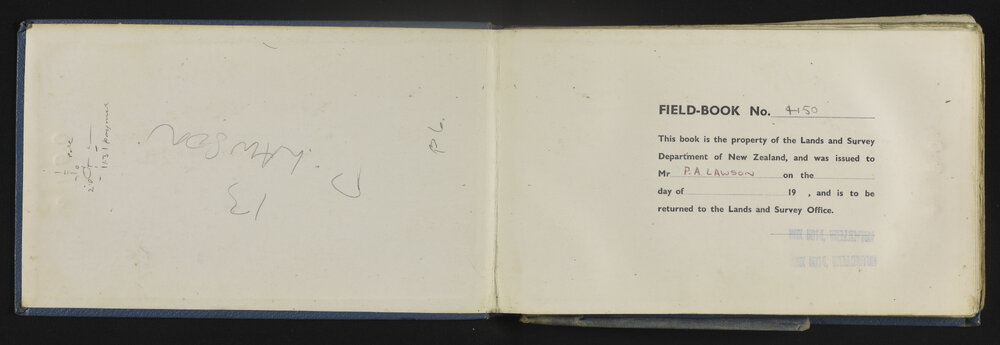 P. LAWSON
13
p 6.
FIELD-BOOK No. 4150
This book is the property of the Lands and Survey
Department of New Zealand, and was issued to
Mr P.A LAWSON on the
day of 19 , and is to be
returned to the Lands and Survey Office.